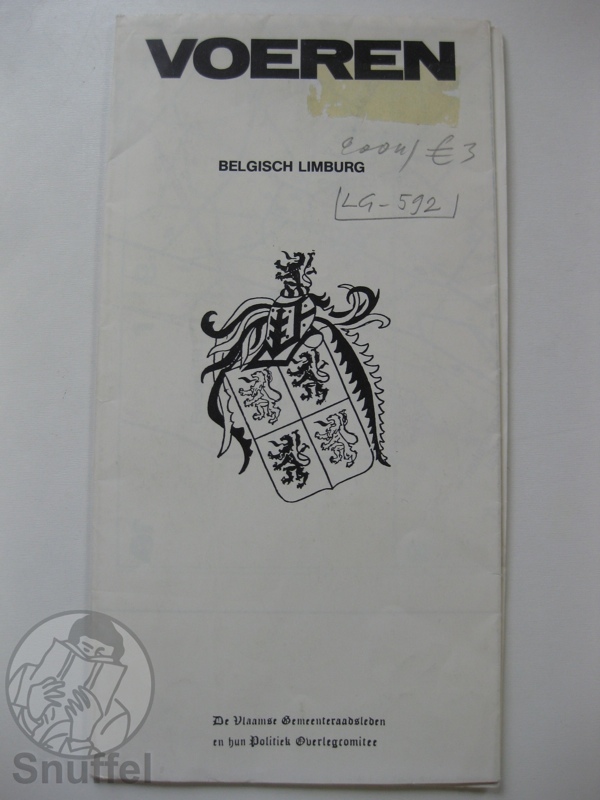 VOEREN
€ 3
BELGISCH LIMBURG
LG-592
De Vlaamse Gemeenteraadsleden
en hun Politiek Overlegcomitee
Snuffel